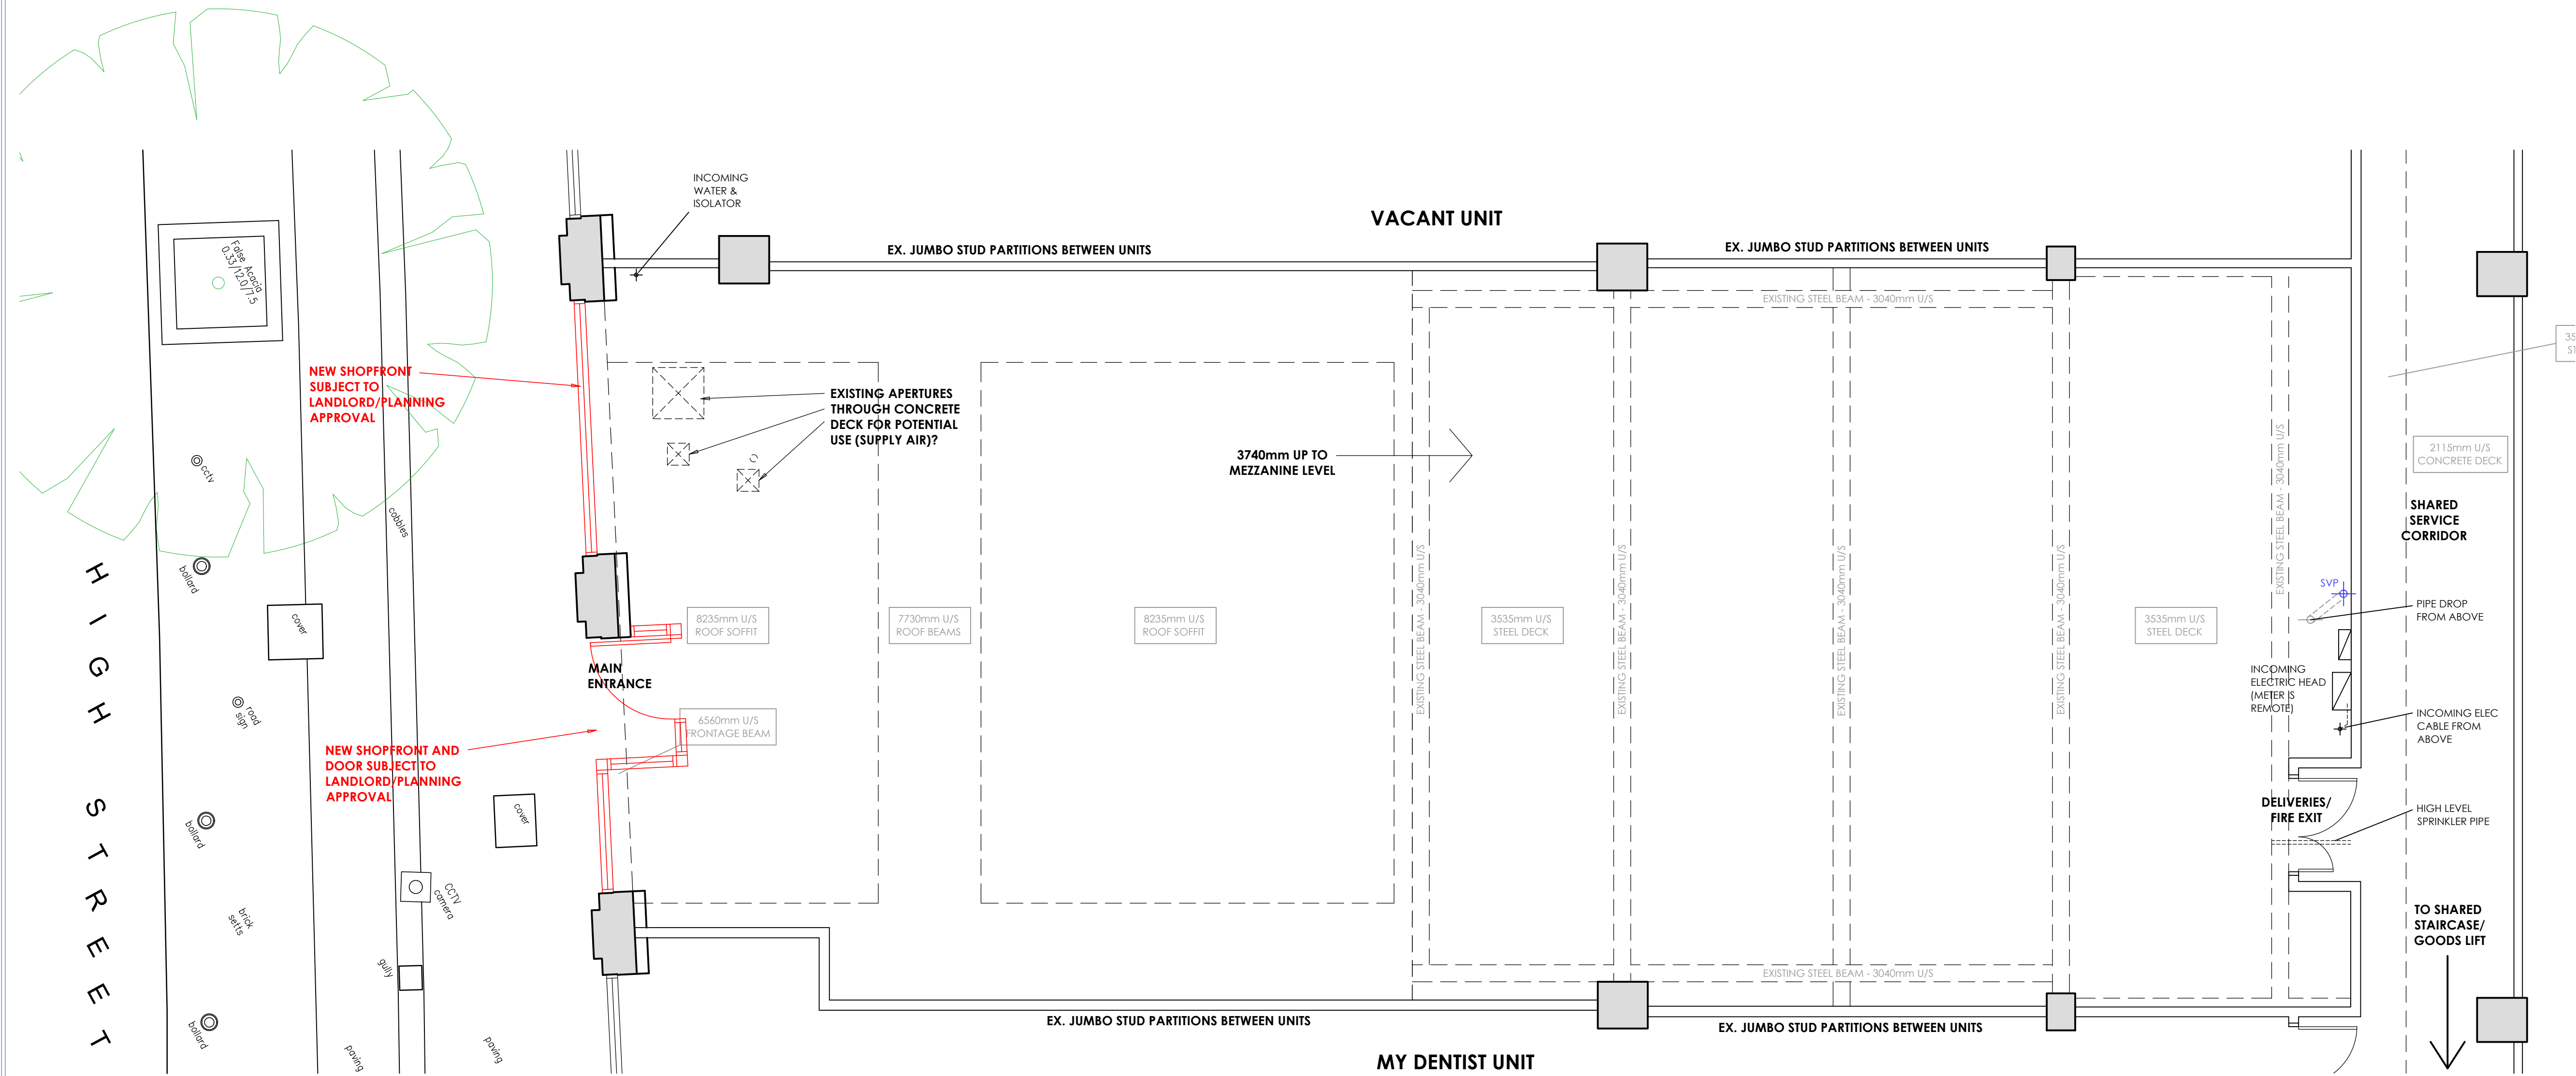 False Acacia
0.33/12.0/7.5
INCOMING
WATER &
ISOLATOR
VACANT UNIT
EX. JUMBO STUD PARTITIONS BETWEEN UNITS
EX. JUMBO STUD PARTITIONS BETWEEN UNITS
EXISTING STEEL BEAM - 3040mm U/S
NEW SHOPFRONT
SUBJECT TO
LANDLORD/PLANNING
APPROVAL
EXISTING APERTURES
THROUGH CONCRETE
DECK FOR POTENTIAL
USE (SUPPLY AIR)?
3740mm UP TO
MEZZANINE LEVEL
cctv
cobbles
bollard
cover
road
sign
HIGH STREET
8235mm U/S
ROOF SOFFIT
7730mm U/S
ROOF BEAMS
8235mm U/S
ROOF SOFFIT
3535mm U/S
STEEL DECK
3535mm U/S
STEEL DECK
EXISTING STEEL BEAM - 3040mm U/S
EXISTING STEEL BEAM - 3040mm U/S
EXISTING STEEL BEAM - 3040mm U/S
EXISTING STEEL BEAM - 3040mm U/S
EXISTING STEEL BEAM - 3040mm U/S
2115mm U/S
CONCRETE DECK
SHARED
SERVICE
CORRIDOR
SVP
PIPE DROP
FROM ABOVE
MAIN
ENTRANCE
6560mm U/S
FRONTAGE BEAM
INCOMING
ELECTRIC HEAD
(METER IS
REMOTE)
INCOMING ELEC
CABLE FROM
ABOVE
NEW SHOPFRONT AND
DOOR SUBJECT TO
LANDLORD/PLANNING
APPROVAL
cover
bollard
DELIVERIES/
FIRE EXIT
HIGH LEVEL
SPRINKLER PIPE
CCTV
camera
brick
setts
gully
bollard
paving
paving
TO SHARED
STAIRCASE/
GOODS LIFT
EXISTING STEEL BEAM - 3040mm U/S
EX. JUMBO STUD PARTITIONS BETWEEN UNITS
EX. JUMBO STUD PARTITIONS BETWEEN UNITS
MY DENTIST UNIT